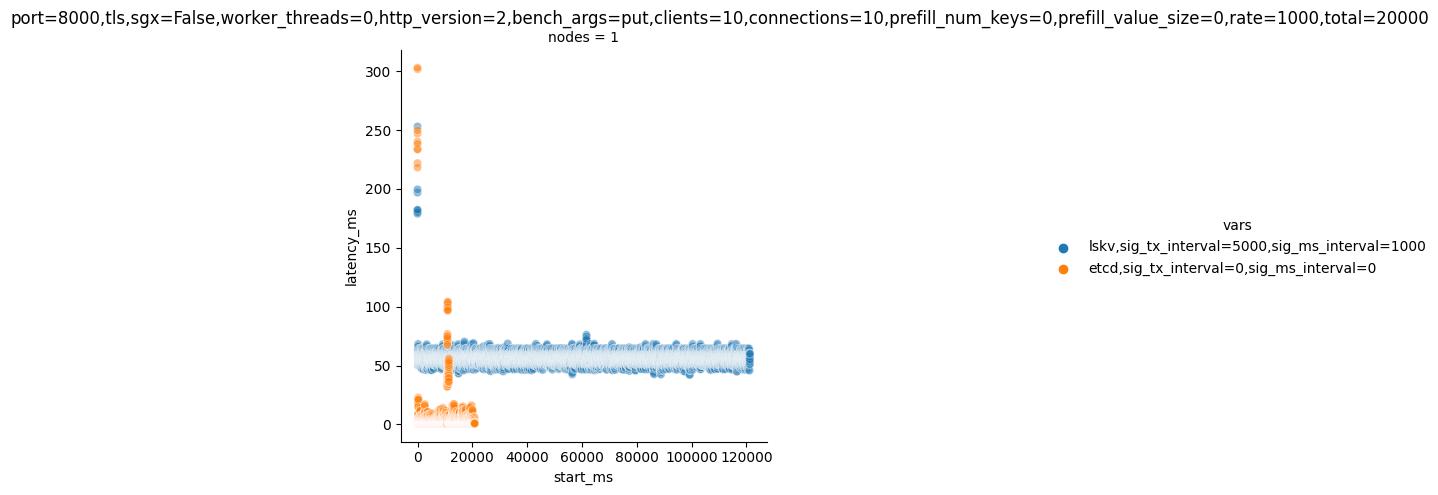 port=8000,tls,sgx=False,worker_threads=0,http_version=2,bench_args=put,clients=10,connections=10,prefill_num_keys=0,prefill_value_size=0,rate=1000,total=20000
nodes = 1
300
250
200
150
100
50
0
latency_ms
0 20000 40000 60000 80000 100000 120000
start_ms
vars
lskv,sig_tx_interval=5000,sig_ms_interval=1000
etcd,sig_tx_interval=0,sig_ms_interval=0